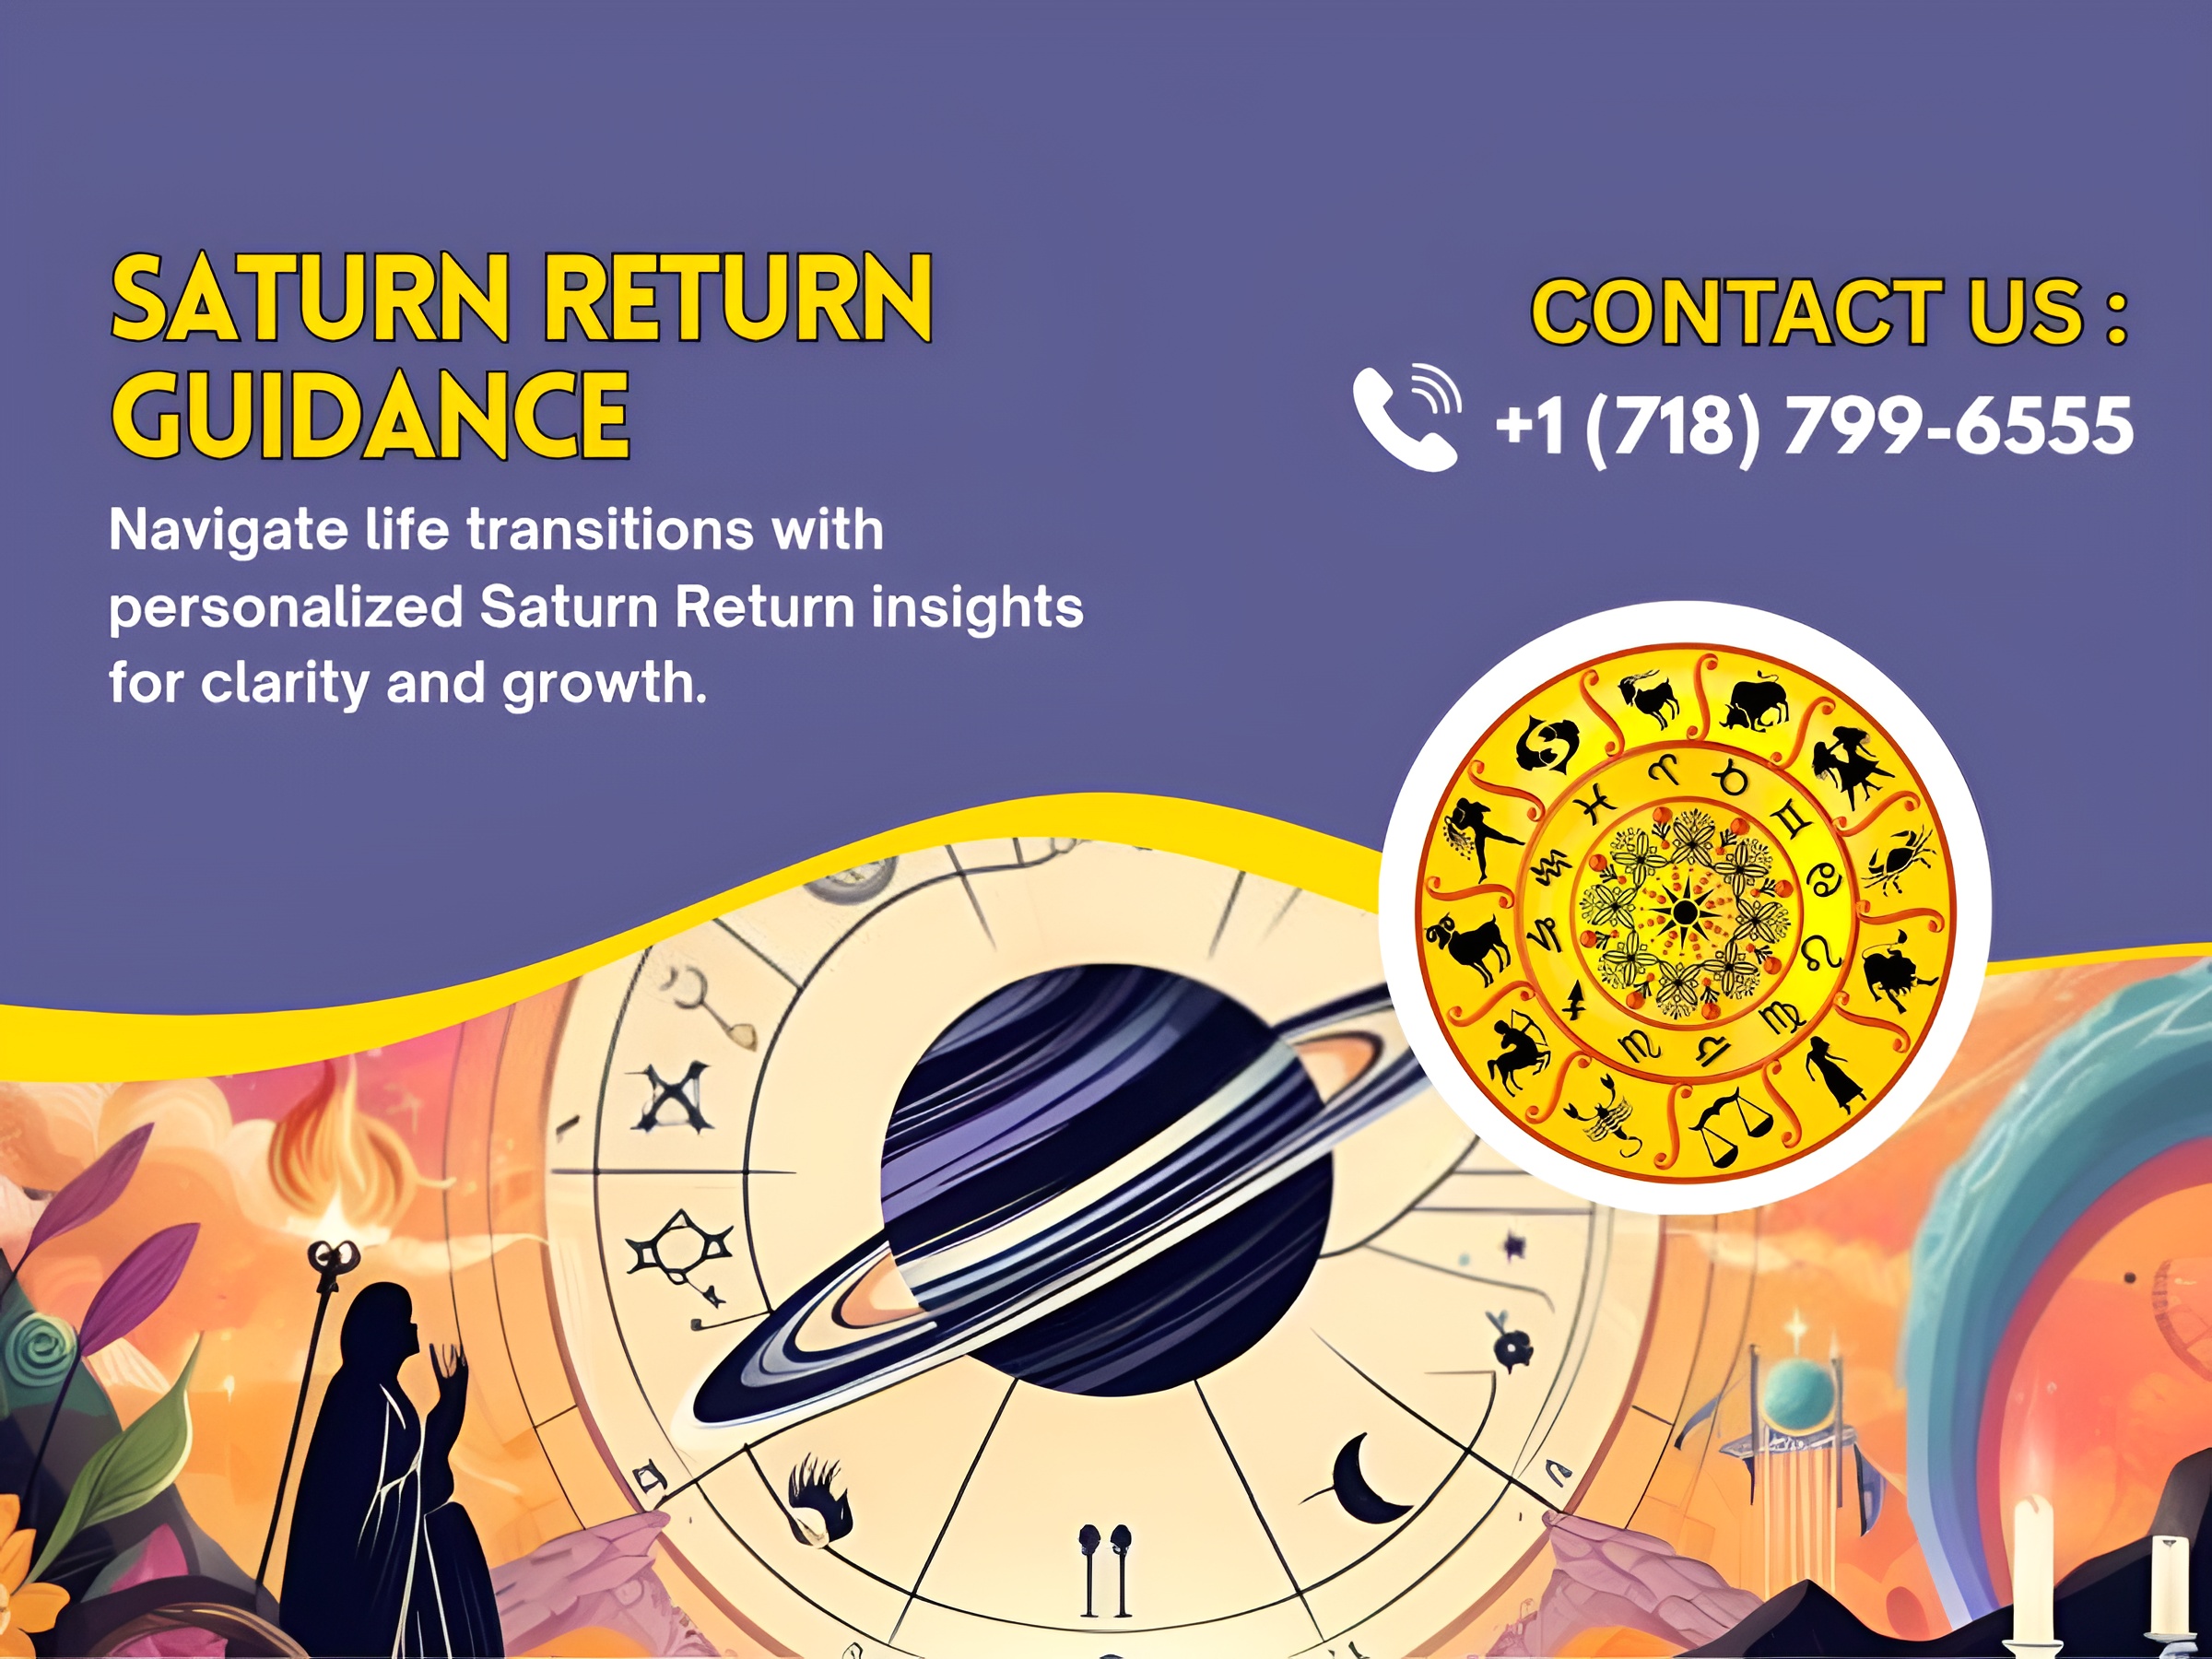 SATURN RETURN
GUIDANCE
Navigate life transitions with
personalized Saturn Return insights
for clarity and growth.
CONTACT US :
+1 (718) 799-6555